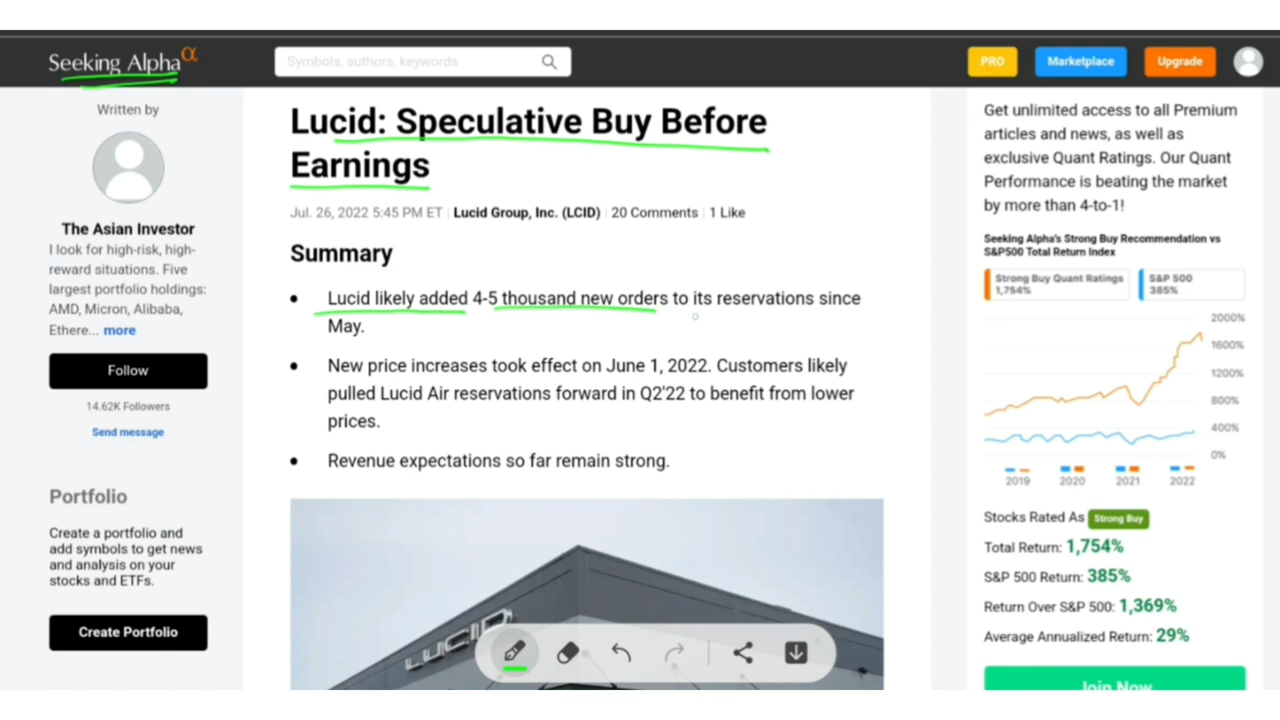 Seeking Alpha α
Symbols, authors, keywords
PRO
Marketplace
Upgrade
Written by
The Asian Investor
I look for high-risk, high-
reward situations. Five
largest portfolio holdings:
AMD, Micron, Alibaba,
Ethere... more
Follow
14.62K Followers
Send message
Portfolio
Create a portfolio and
add symbols to get news
and analysis on your
stocks and ETFs.
Create Portfolio
Lucid: Speculative Buy Before
Earnings
Jul. 26, 2022 5:45 PM ET | Lucid Group, Inc. (LCID) | 20 Comments | 1 Like
Summary
• Lucid likely added 4-5 thousand new orders to its reservations since
May.
• New price increases took effect on June 1, 2022. Customers likely
pulled Lucid Air reservations forward in Q2'22 to benefit from lower
prices.
• Revenue expectations so far remain strong.
LUCID
Get unlimited access to all Premium
articles and news, as well as
exclusive Quant Ratings. Our Quant
Performance is beating the market
by more than 4-to-1!
Seeking Alpha's Strong Buy Recommendation vs
S&P500 Total Return Index
Strong Buy Quant Ratings
1,754%
S&P 500
385%
2000%
1600%
1200%
800%
400%
0%
2019 2020 2021 2022
Stocks Rated As Strong Buy
Total Return: 1,754%
S&P 500 Return: 385%
Return Over S&P 500: 1,369%
Average Annualized Return: 29%
Join Now